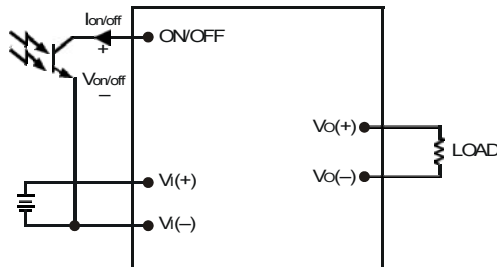 Ion/off
+
ON/OFF
Von/off
–
VO(+)
LOAD
VO(–)
VI(+)
VI(–)